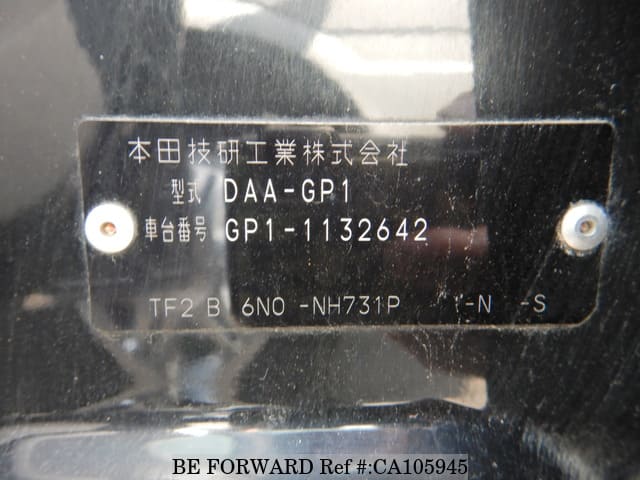 本田技研工業株式会社
型式 DAA-GP1
車台番号 GP1-1132642
TF2 B 6N0 -NH731P -N -S
BE FORWARD Ref #:CA105945